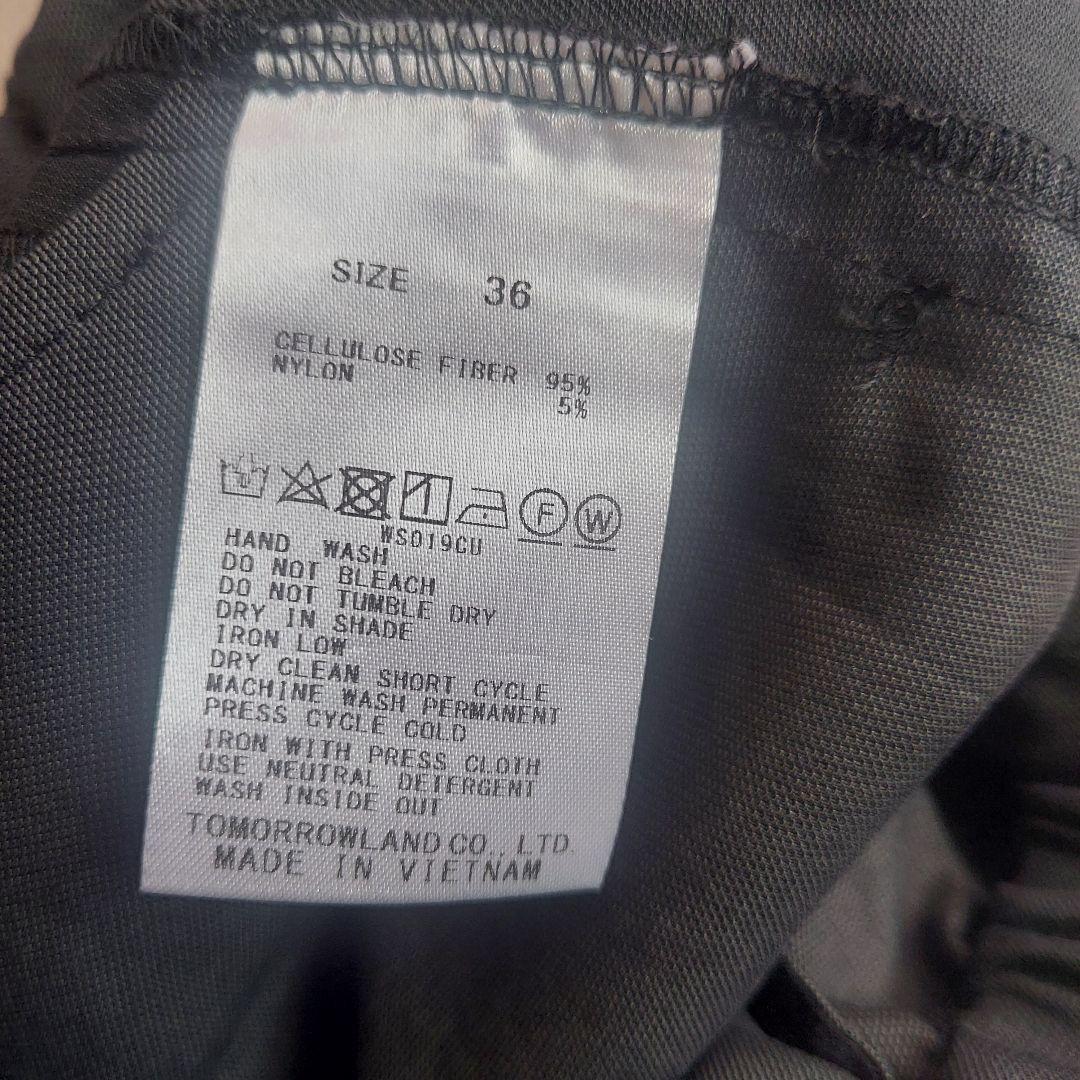 SIZE 36
CELLULOSE FIBER 95%
NYLON 5%
F W
WS019CU
HAND WASH
DO NOT BLEACH
DO NOT TUMBLE DRY
DRY IN SHADE
IRON LOW
DRY CLEAN SHORT CYCLE
MACHINE WASH PERMANENT
PRESS CYCLE COLD
IRON WITH PRESS CLOTH
USE NEUTRAL DETERGENT
WASH INSIDE OUT
TOMORROWLAND CO., LTD.
MADE IN VIETNAM